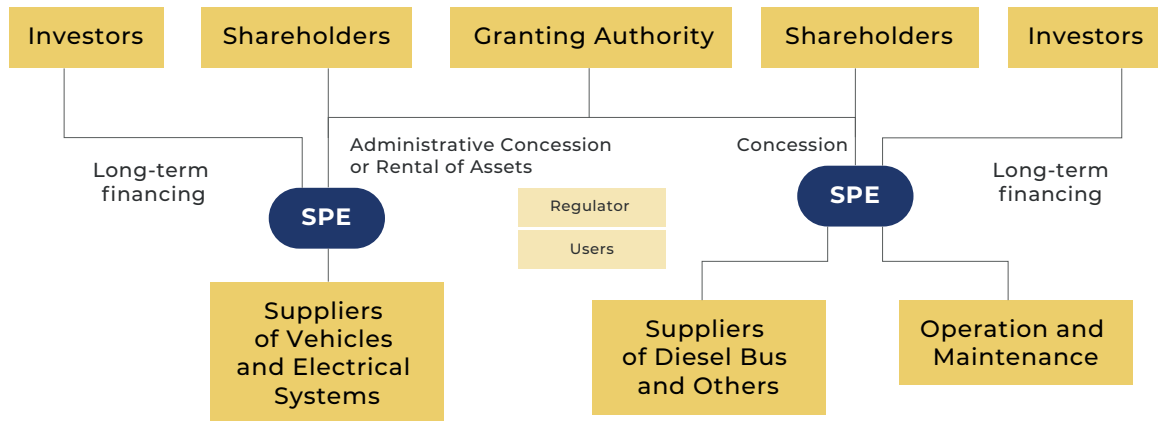 Investors
Shareholders
Granting Authority
Shareholders
Investors
Administrative Concession
or Rental of Assets
Concession
Long-term
financing
Long-term
financing
SPE
SPE
Regulator
Users
Suppliers
of Vehicles
and Electrical
Systems
Suppliers
of Diesel Bus
and Others
Operation and
Maintenance